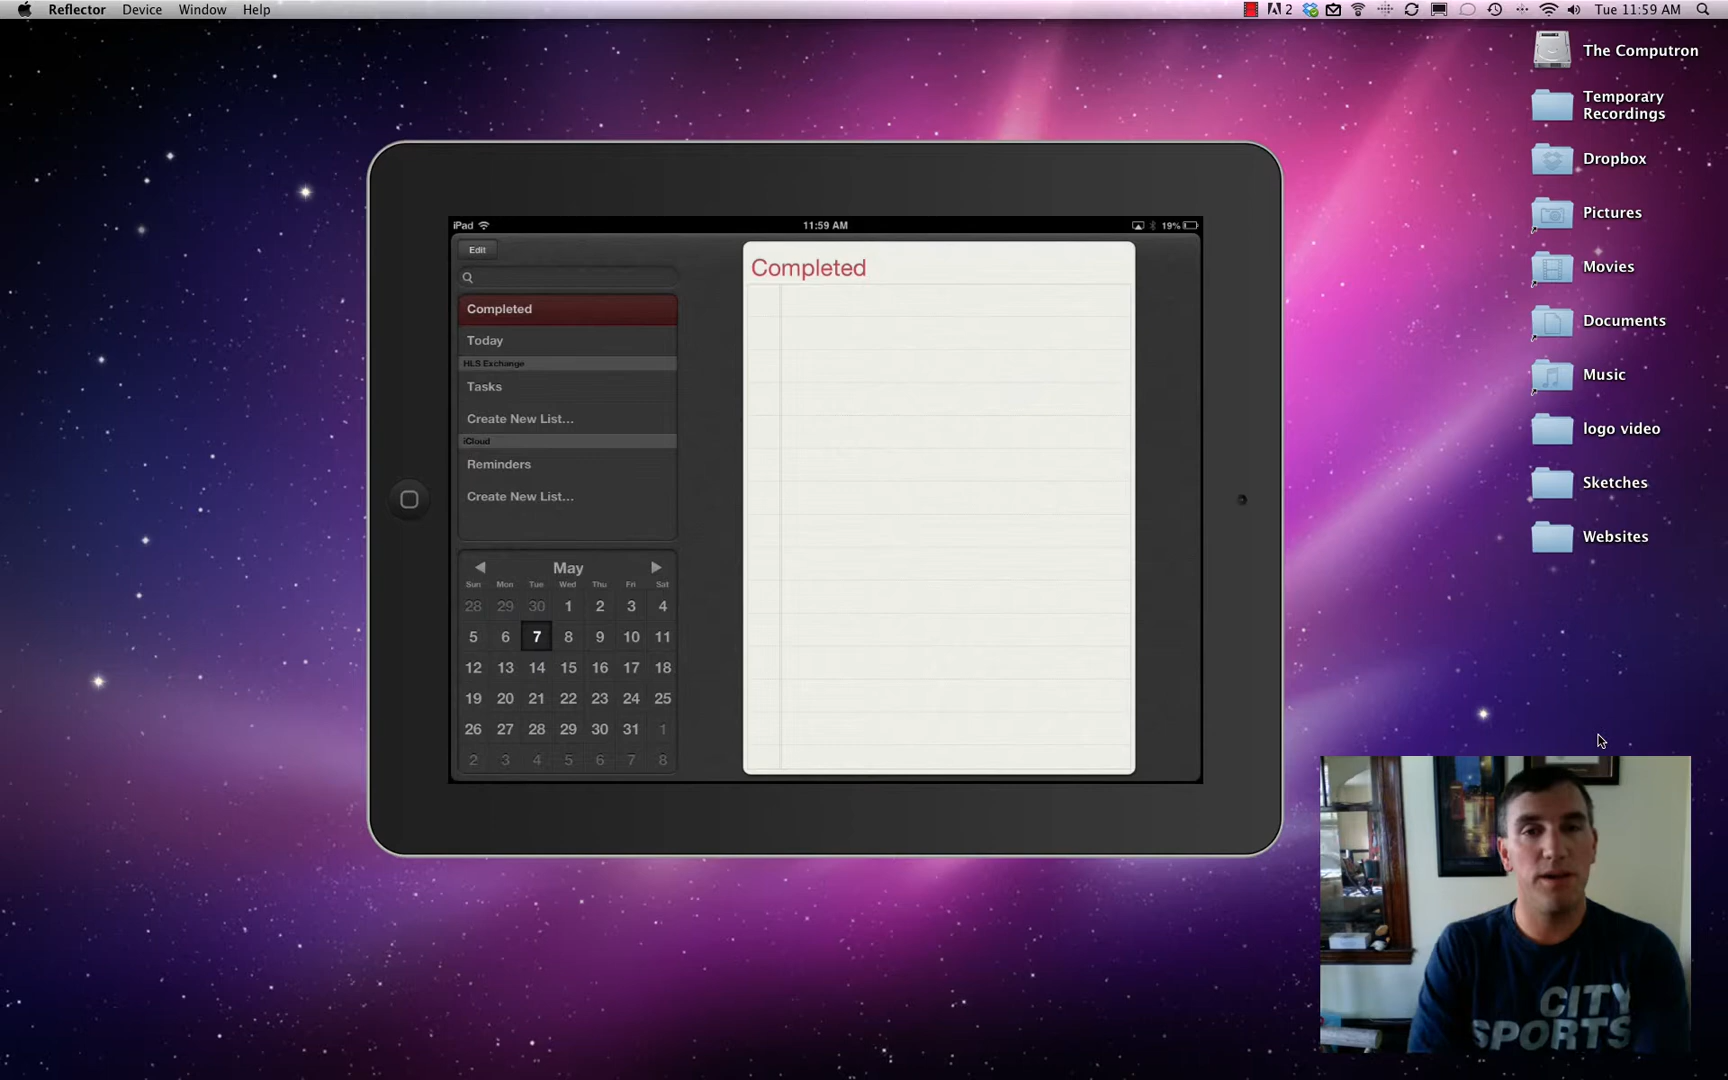 Reflector Device Window Help
2 Tue 11:59 AM
The Computron
Temporary
Recordings
Dropbox
Pictures
Movies
Documents
Music
logo video
Sketches
Websites
iPad 11:59 AM 19%
Edit
Completed
Today
HLS Exchange
Tasks
Create New List...
iCloud
Reminders
Create New List...
May
Sun Mon Tue Wed Thu Fri Sat
28 29 30 1 2 3 4
5 6 7 8 9 10 11
12 13 14 15 16 17 18
19 20 21 22 23 24 25
26 27 28 29 30 31 1
2 3 4 5 6 7 8
Completed
CITY
SPORTS